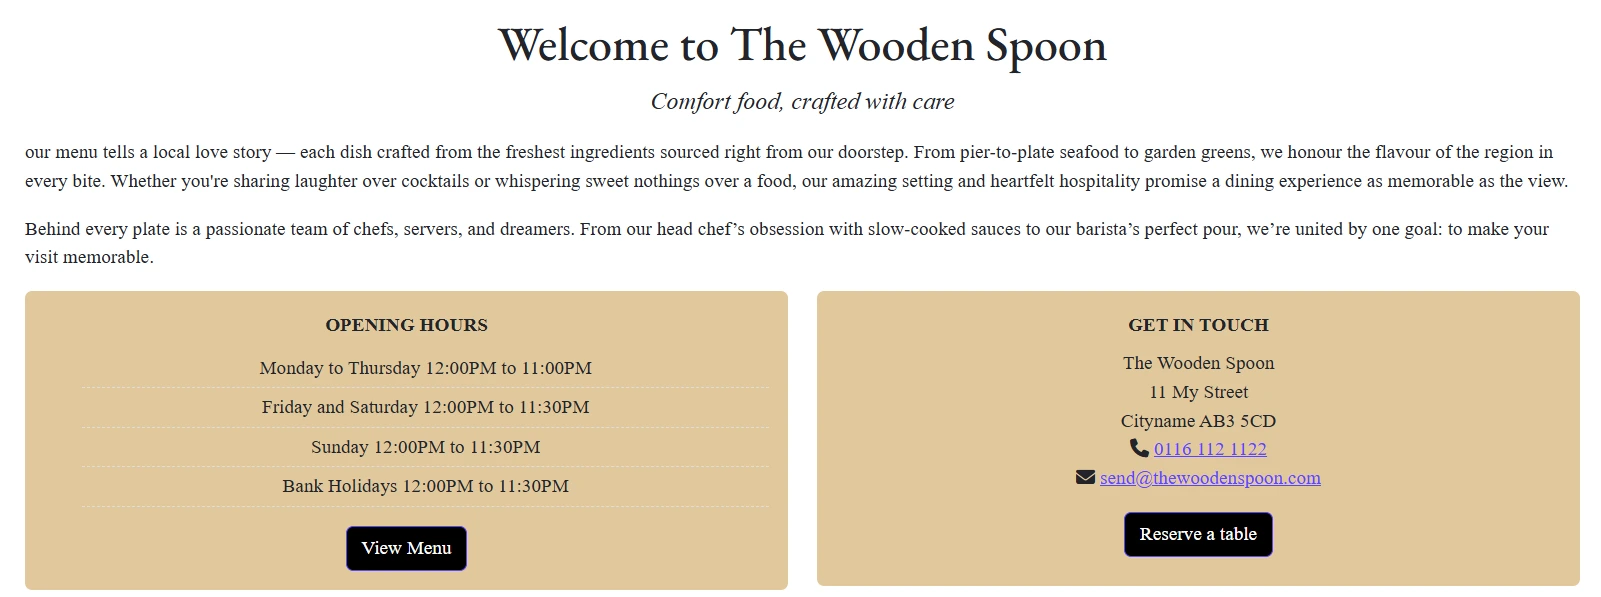 Welcome to The Wooden Spoon
Comfort food, crafted with care
our menu tells a local love story — each dish crafted from the freshest ingredients sourced right from our doorstep. From pier-to-plate seafood to garden greens, we honour the flavour of the region in
every bite. Whether you're sharing laughter over cocktails or whispering sweet nothings over a food, our amazing setting and heartfelt hospitality promise a dining experience as memorable as the view.
Behind every plate is a passionate team of chefs, servers, and dreamers. From our head chef’s obsession with slow-cooked sauces to our barista’s perfect pour, we’re united by one goal: to make your
visit memorable.
OPENING HOURS
Monday to Thursday 12:00PM to 11:00PM
Friday and Saturday 12:00PM to 11:30PM
Sunday 12:00PM to 11:30PM
Bank Holidays 12:00PM to 11:30PM
View Menu
GET IN TOUCH
The Wooden Spoon
11 My Street
Cityname AB3 5CD
0116 112 1122
send@thewoodenspoon.com
Reserve a table